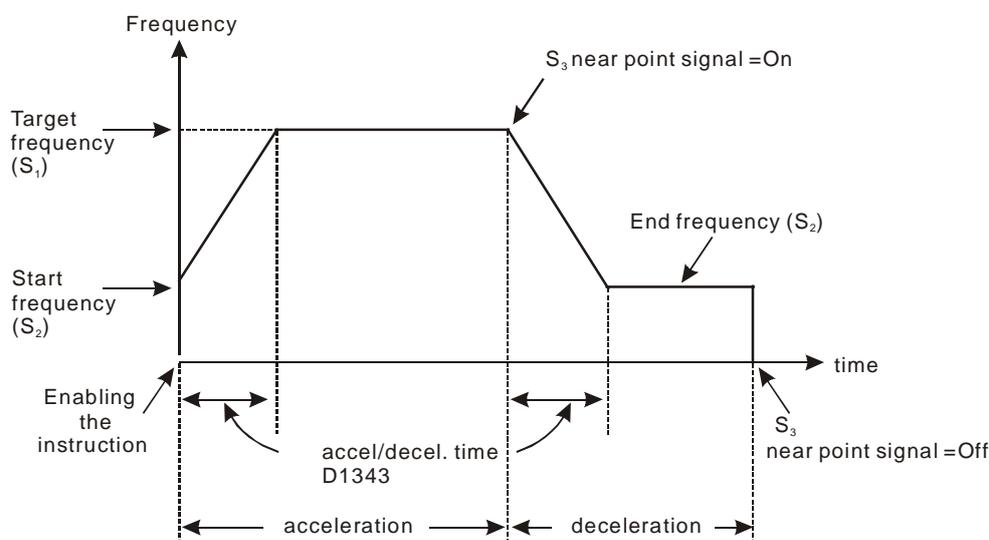 Frequency
S₃ near point signal =On
Target
frequency
(S₁)
End frequency (S₂)
Start
frequency
(S₂)
time
Enabling
the
instruction
S₃
near point signal =Off
accel/decel. time
D1343
acceleration
deceleration